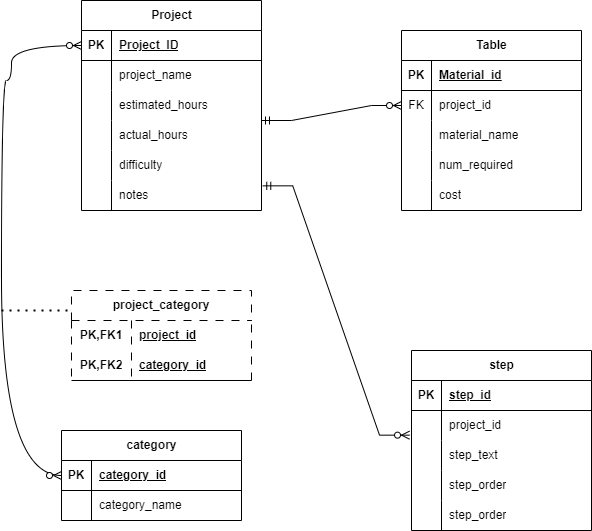 Project
PK Project_ID
project_name
estimated_hours
actual_hours
difficulty
notes
Table
PK Material_id
FK project_id
material_name
num_required
cost
project_category
PK,FK1 project_id
PK,FK2 category_id
category
PK category_id
category_name
step
PK step_id
project_id
step_text
step_order
step_order